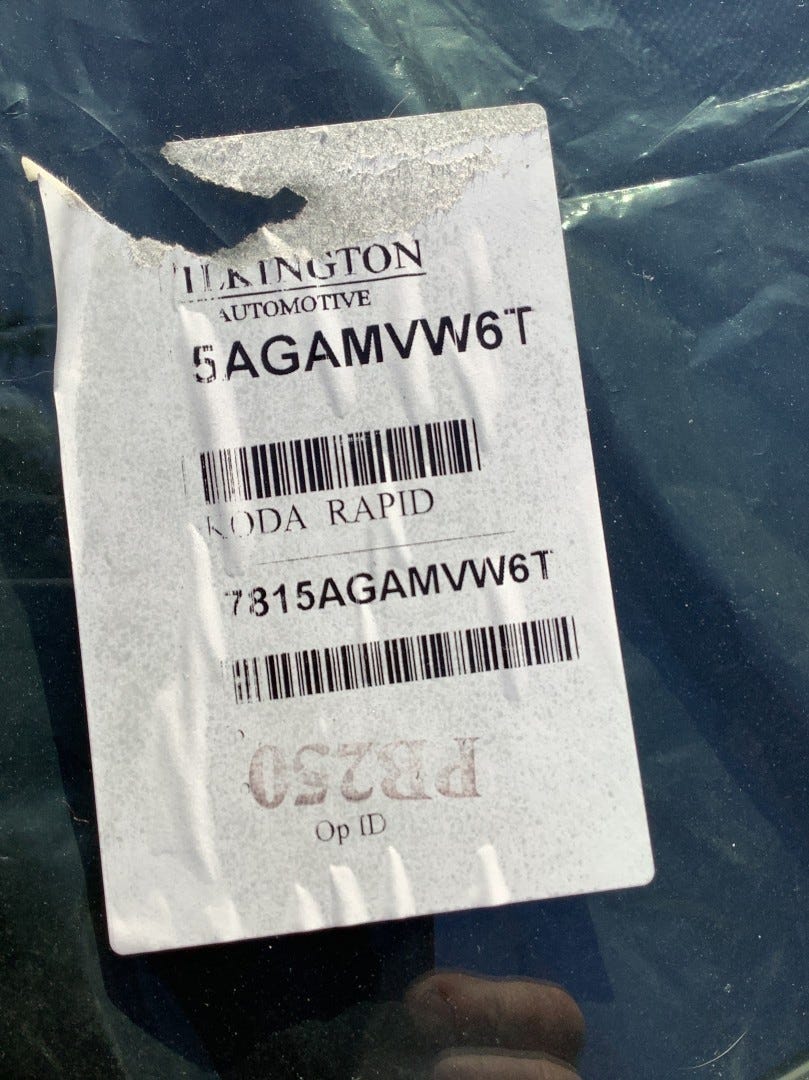 ILKINGTON
AUTOMOTIVE
5AGAMVW6T
KODA RAPID
7815AGAMVW6T
PB250
Op ID